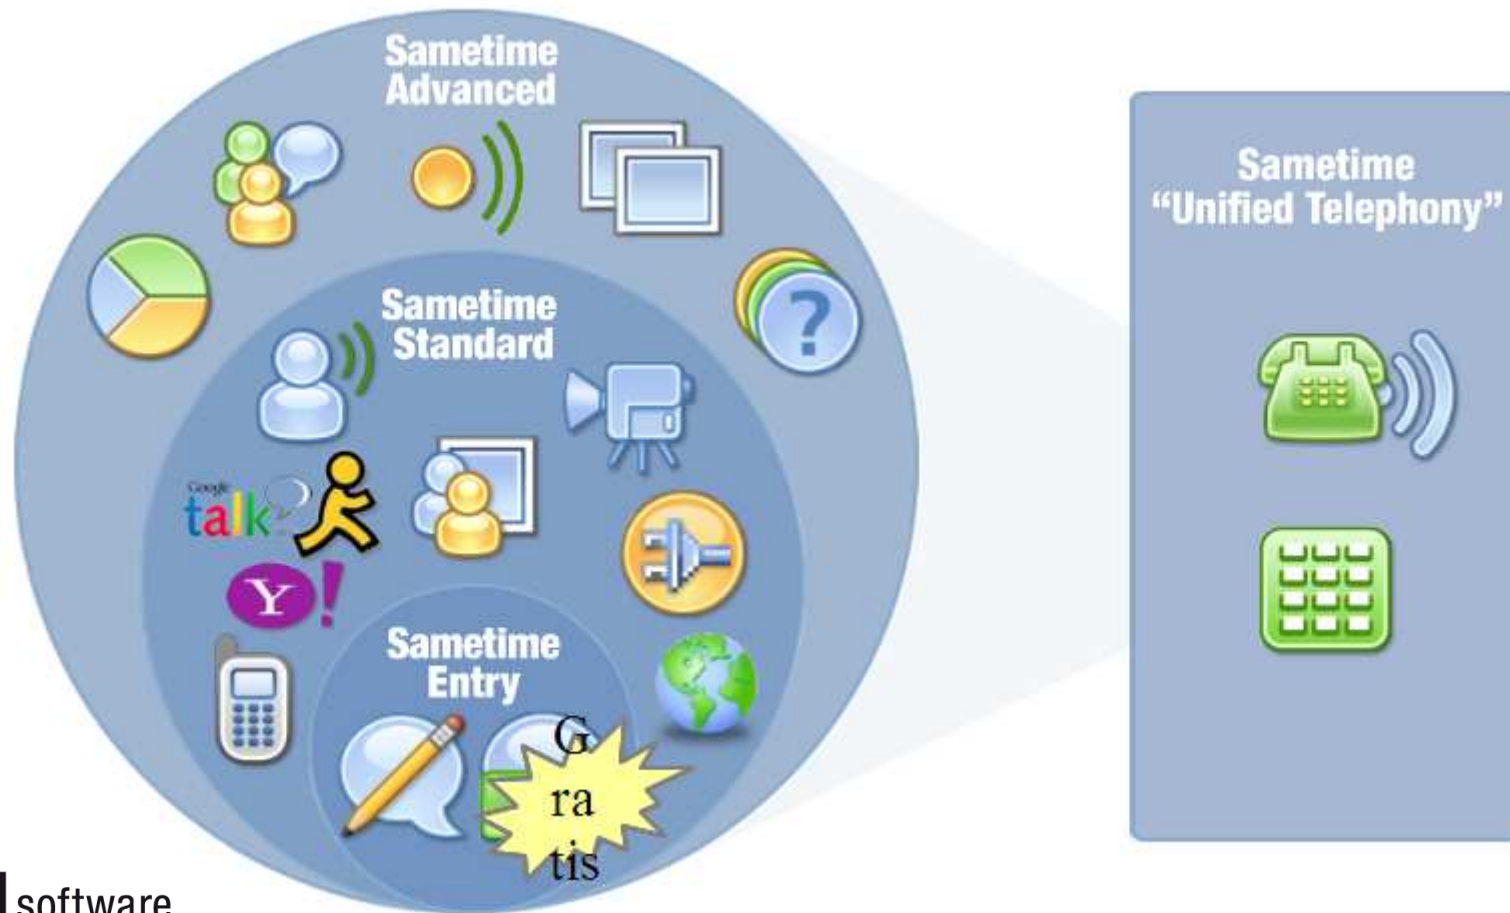 Sametime
Advanced
Sametime
Standard
Sametime
"Unified Telephony"
?
Google
talk
Y!
Sametime
Entry
G
ra
tis
software